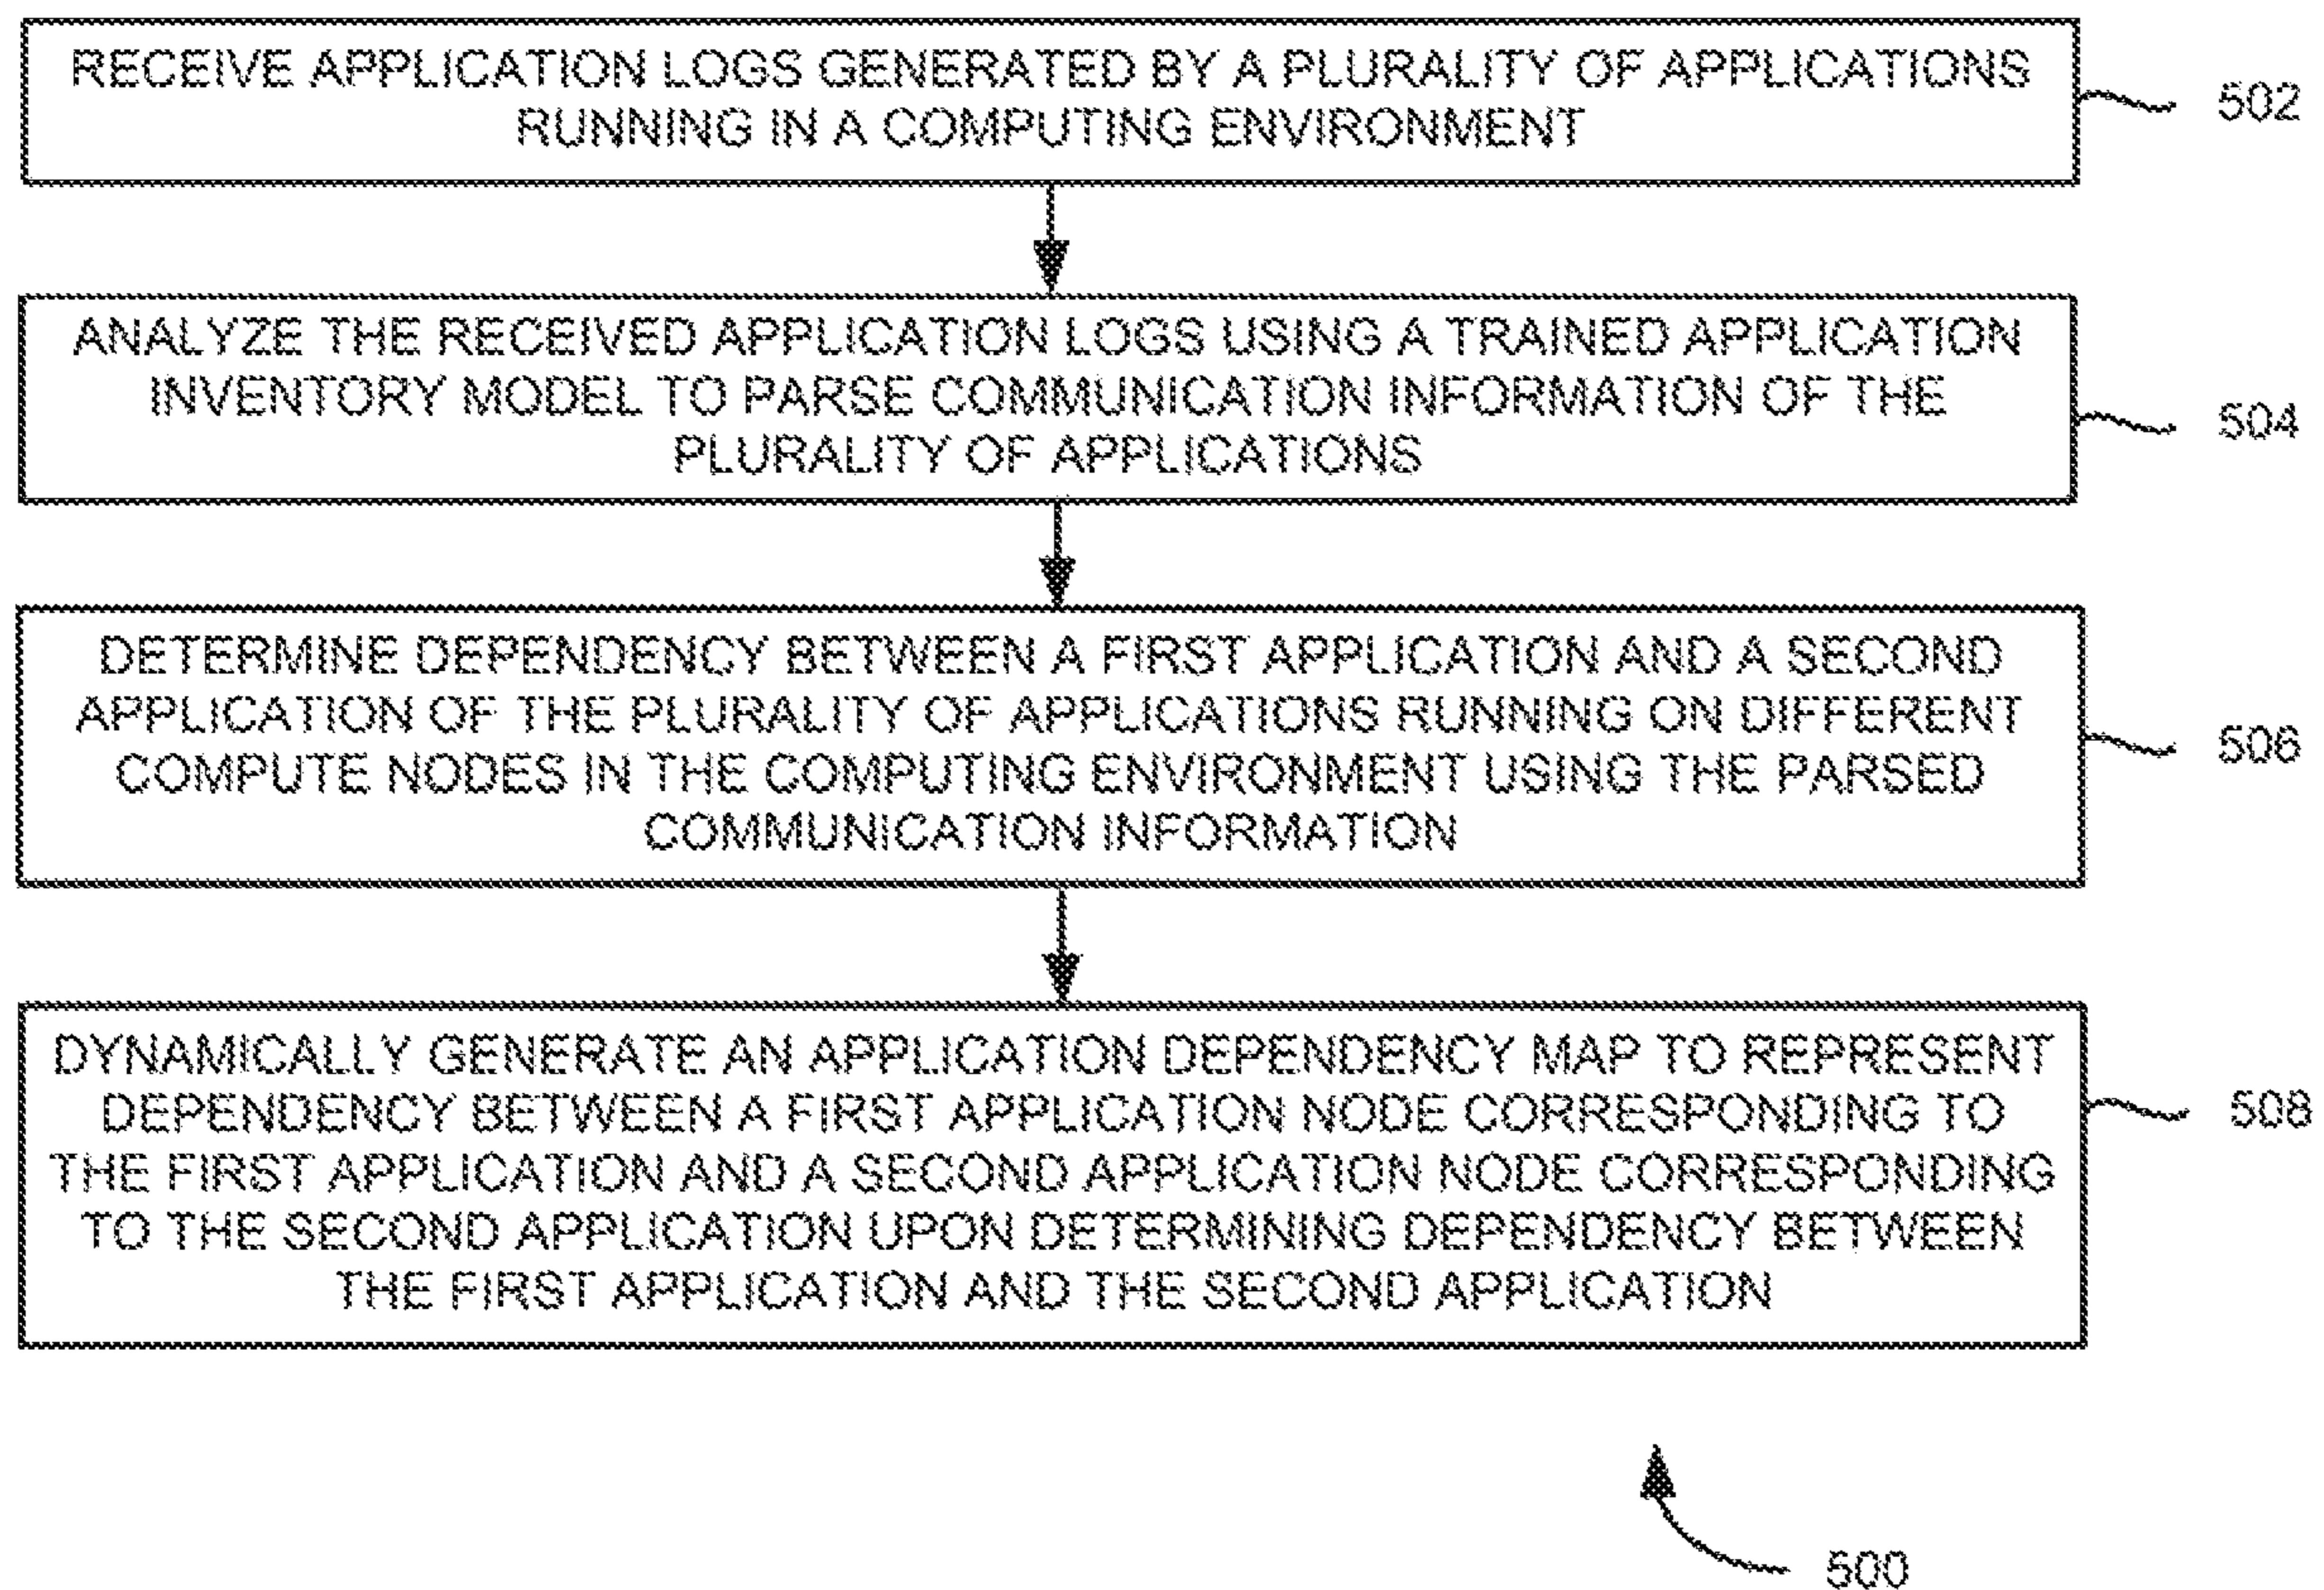 RECEIVE APPLICATION LOGS GENERATED BY A PLURALITY OF APPLICATIONS
RUNNING IN A COMPUTING ENVIRONMENT
502
ANALYZE THE RECEIVED APPLICATION LOGS USING A TRAINED APPLICATION
INVENTORY MODEL TO PARSE COMMUNICATION INFORMATION OF THE
PLURALITY OF APPLICATIONS
504
DETERMINE DEPENDENCY BETWEEN A FIRST APPLICATION AND A SECOND
APPLICATION OF THE PLURALITY OF APPLICATIONS RUNNING ON DIFFERENT
COMPUTE NODES IN THE COMPUTING ENVIRONMENT USING THE PARSED
COMMUNICATION INFORMATION
506
DYNAMICALLY GENERATE AN APPLICATION DEPENDENCY MAP TO REPRESENT
DEPENDENCY BETWEEN A FIRST APPLICATION NODE CORRESPONDING TO
THE FIRST APPLICATION AND A SECOND APPLICATION NODE CORRESPONDING
TO THE SECOND APPLICATION UPON DETERMINING DEPENDENCY BETWEEN
THE FIRST APPLICATION AND THE SECOND APPLICATION
508
500